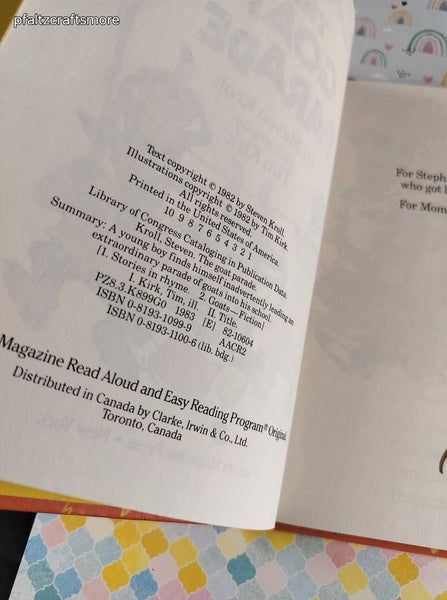 pfaltzcraftsmore
Text copyright © 1982 by Steven Kroll.
Illustrations copyright © 1982 by Tim Kirk.
All rights reserved.
Printed in the United States of America.
10 9 8 7 6 5 4 3 2 1
Library of Congress Cataloging in Publication Data.
Kroll, Steven. The goat parade.
Summary: A young boy finds himself inadvertently leading an
extraordinary parade of goats into his school.
[1. Stories in rhyme. 2. Goats—Fiction]
I. Kirk, Tim, ill. II. Title.
PZ8.3.K899G0 1983 [E] 82-10604
ISBN 0-8193-1099-9 AACR2
ISBN 0-8193-1100-6 (lib. bdg.)
Magazine Read Aloud and Easy Reading Program® Original.
Distributed in Canada by Clarke, Irwin & Co., Ltd.
Toronto, Canada
For Steph
who got
For Mom